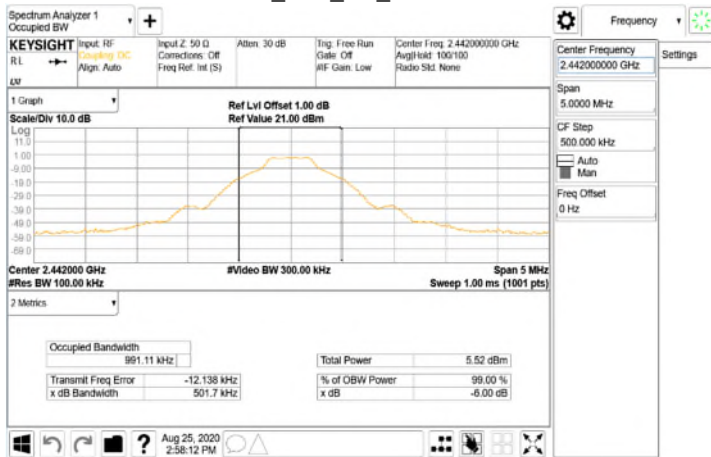 Spectrum Analyzer 1
Occupied BW
Frequency
KEYSIGHT
RL
Input: RF
Coupling: DC
Align: Auto
Input Z: 50 Ω
Corrections: Off
Freq Ref: Int (S)
Atten: 30 dB
Trig: Free Run
Gate: Off
#IF Gain: Low
Center Freq: 2.442000000 GHz
Avg|Hold: 100/100
Radio Std: None
Center Frequency
2.442000000 GHz
Settings
Span
5.0000 MHz
CF Step
500.000 kHz
Auto
Man
Freq Offset
0 Hz
1 Graph
Scale/Div 10.0 dB
Ref Lvl Offset 1.00 dB
Ref Value 21.00 dBm
Log
11.0
1.00
-9.00
-19.0
-29.0
-39.0
-49.0
-59.0
-69.0
Center 2.442000 GHz
#Video BW 300.00 kHz
Span 5 MHz
#Res BW 100.00 kHz
Sweep 1.00 ms (1001 pts)
2 Metrics
Occupied Bandwidth
991.11 kHz
Total Power 5.52 dBm
Transmit Freq Error -12.138 kHz
% of OBW Power 99.00 %
x dB Bandwidth 501.7 kHz
x dB -6.00 dB
Aug 25, 2020
2:58:12 PM